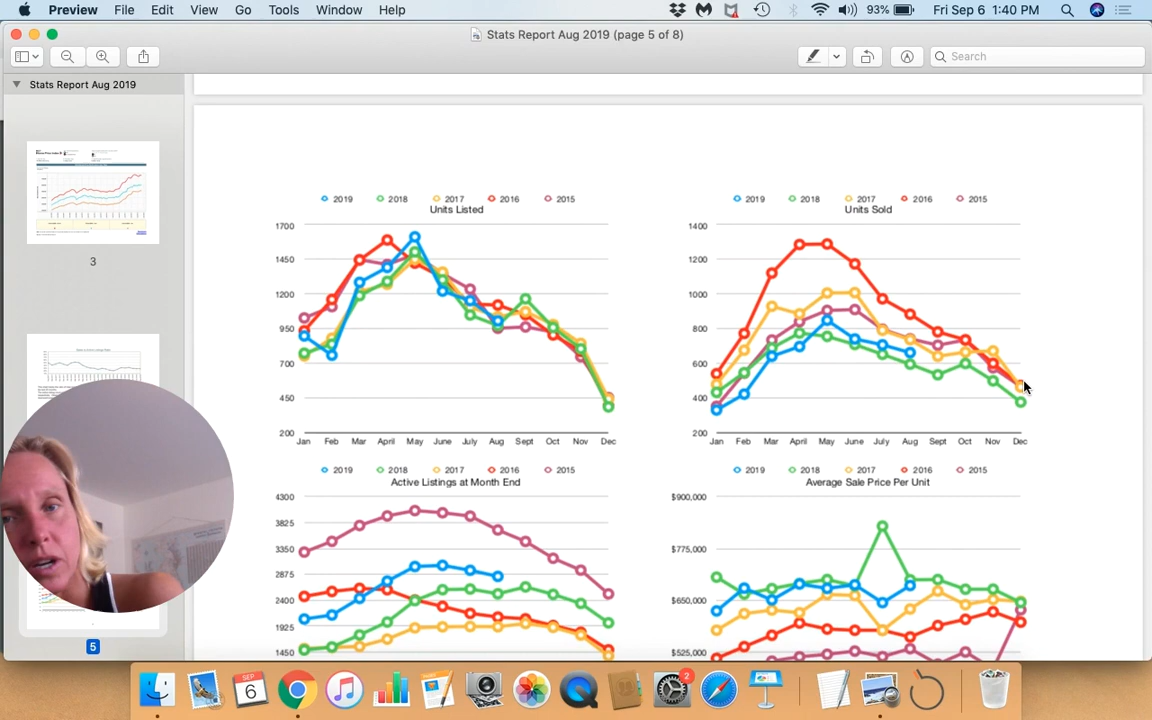 Preview File Edit View Go Tools Window Help 93% Fri Sep 6 1:40 PM
Stats Report Aug 2019 (page 5 of 8)
Search
Stats Report Aug 2019
3
5
2019 2018 2017 2016 2015
Units Listed
1700
1450
1200
950
700
450
200
Jan Feb Mar April May June July Aug Sept Oct Nov Dec
2019 2018 2017 2016 2015
Units Sold
1400
1200
1000
800
600
400
200
Jan Feb Mar April May June July Aug Sept Oct Nov Dec
2019 2018 2017 2016 2015
Active Listings at Month End
4300
3825
3350
2875
2400
1925
1450
2019 2018 2017 2016 2015
Average Sale Price Per Unit
$900,000
$775,000
$650,000
$525,000
SEP
6
2